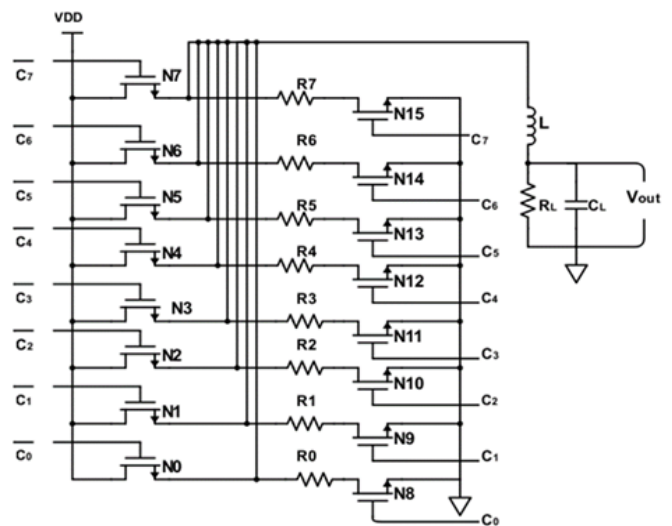 VDD
C7 N7 R7 N15 C7
C6 N6 R6 N14 C6
C5 N5 R5 N13 C5
C4 N4 R4 N12 C4
C3 N3 R3 N11 C3
C2 N2 R2 N10 C2
C1 N1 R1 N9 C1
C0 N0 R0 N8 C0
L
RL CL Vout